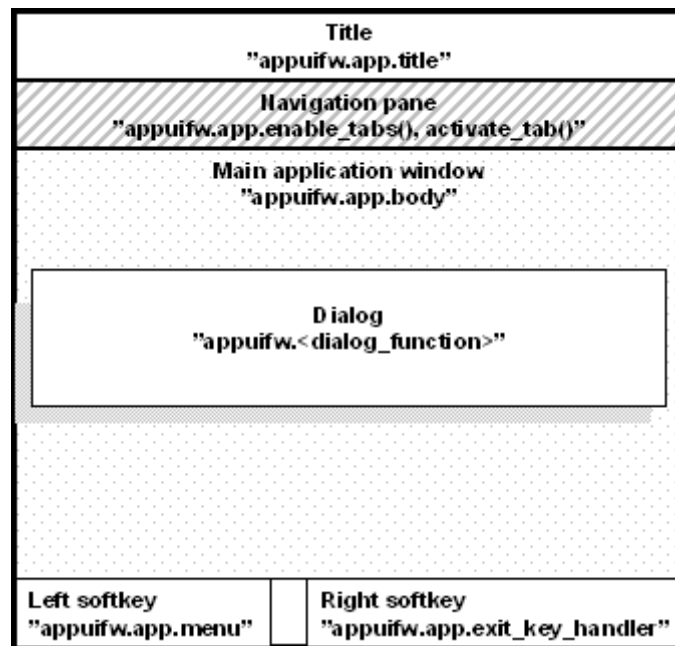 Title
”appuifw.app.title”
Navigation pane
”appuifw.app.enable_tabs(), activate_tab()”
Main application window
”appuifw.app.body”
Dialog
”appuifw.<dialog_function>”
Left softkey
”appuifw.app.menu”
Right softkey
”appuifw.app.exit_key_handler”